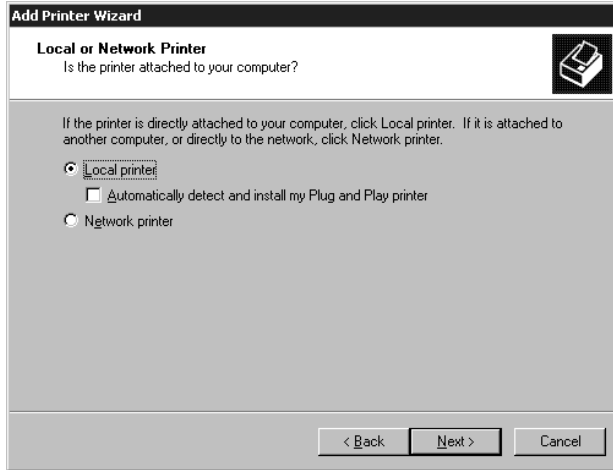 Add Printer Wizard
Local or Network Printer
Is the printer attached to your computer?
If the printer is directly attached to your computer, click Local printer. If it is attached to
another computer, or directly to the network, click Network printer.
Local printer
Automatically detect and install my Plug and Play printer
Network printer
< Back Next > Cancel